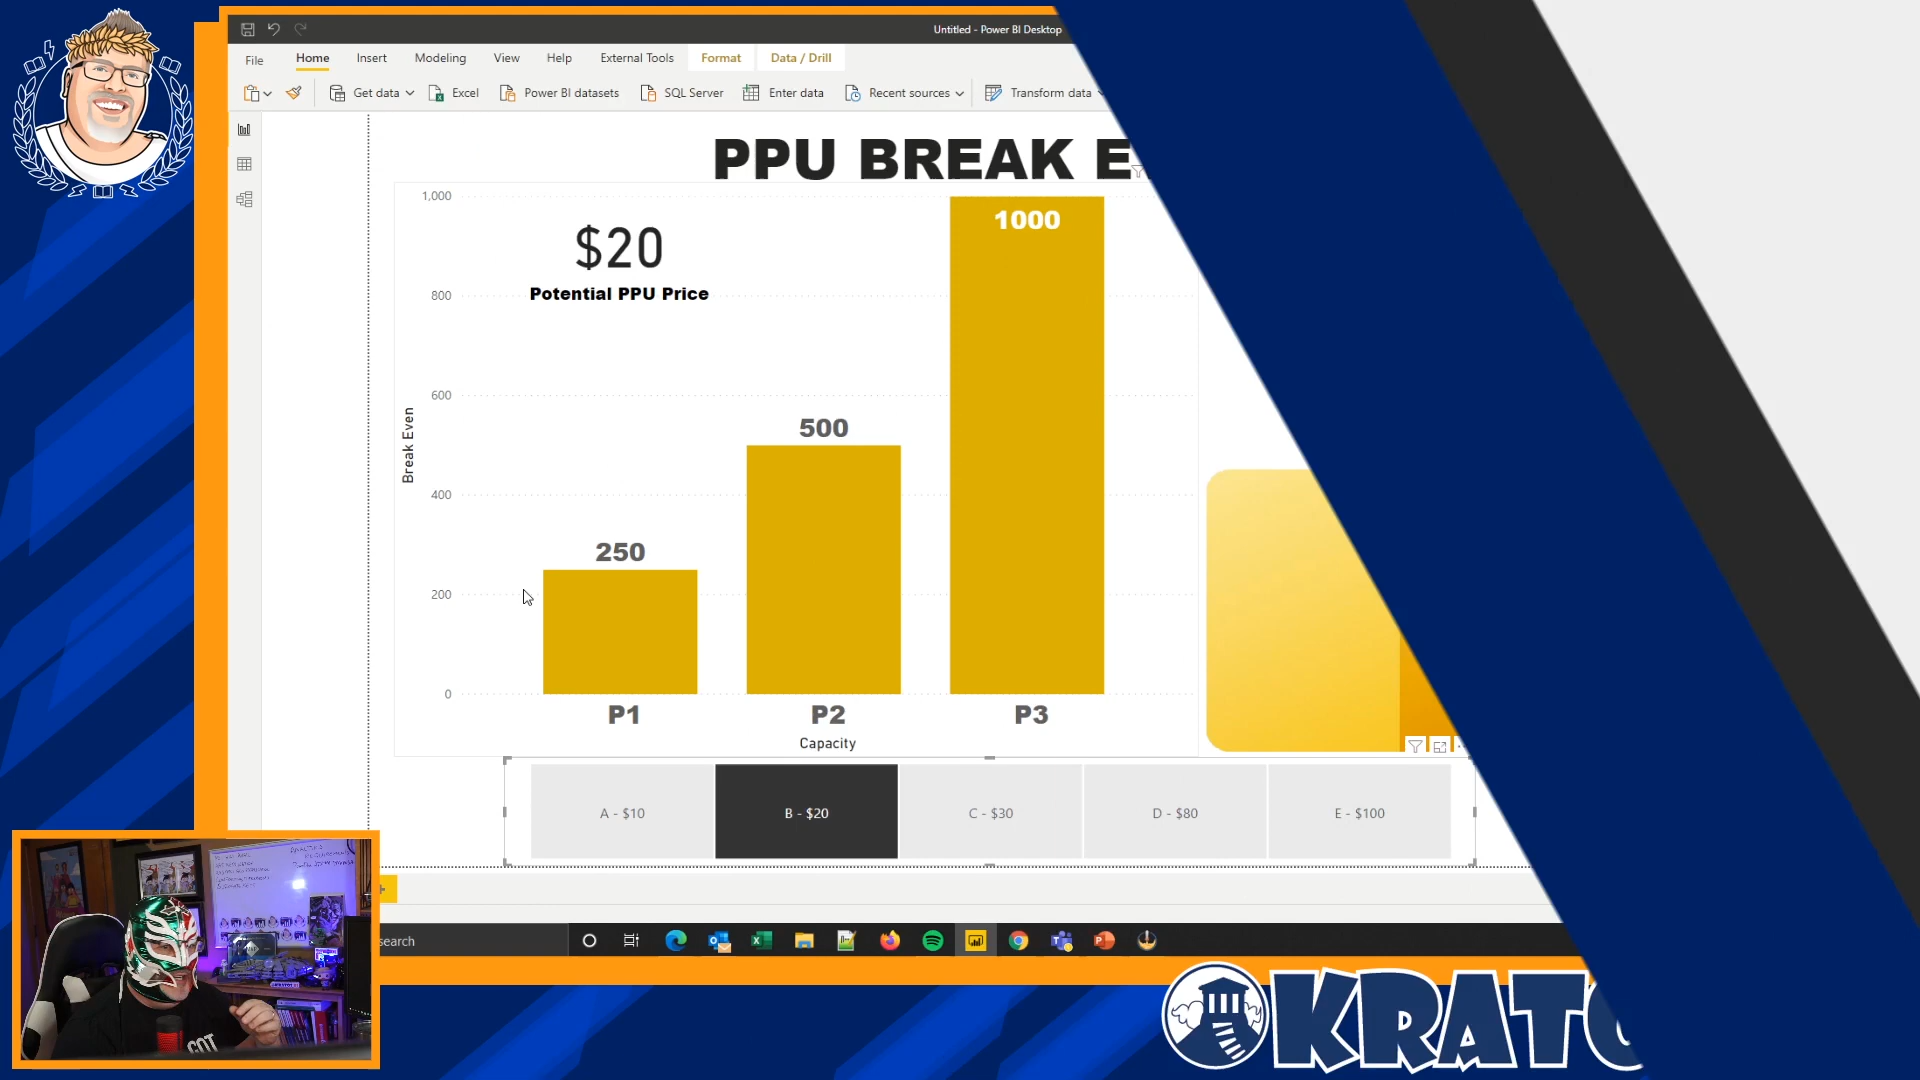 Untitled - Power BI Desktop
File Home Insert Modeling View Help External Tools Format Data / Drill
Get data Excel Power BI datasets SQL Server Enter data Recent sources Transform data
PPU BREAK E
$20
Potential PPU Price
1,000
800
600
400
200
0
Break Even
250
500
1000
P1 P2 P3
Capacity
A - $10 B - $20 C - $30 D - $80 E - $100
search
KRATO
GOT